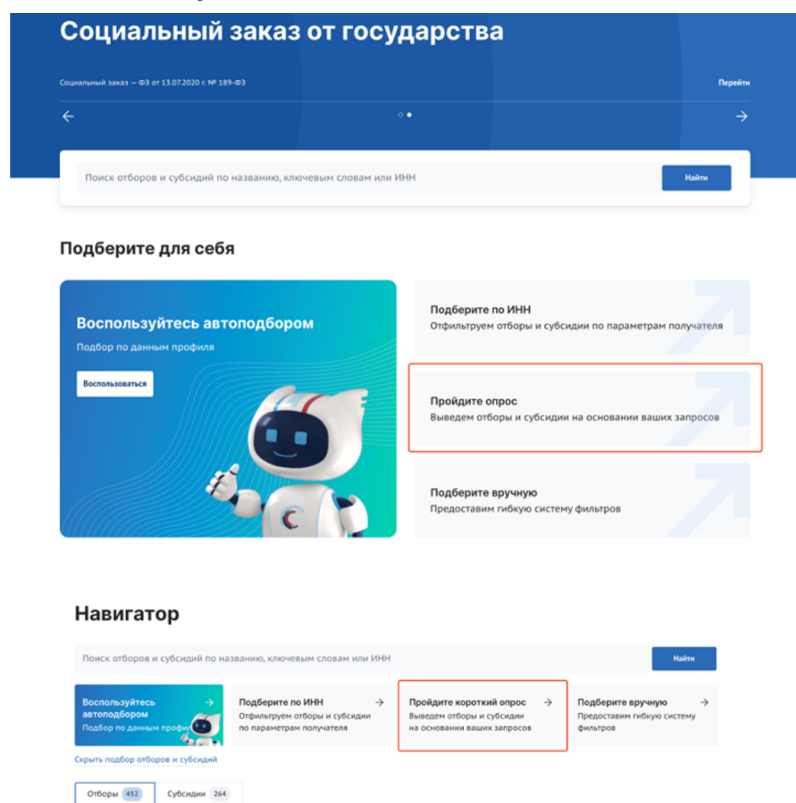 Социальный заказ от государства
Социальный заказ — ФЗ от 13.07.2020 г. № 189-ФЗ
Перейти
Поиск отборов и субсидий по названию, ключевым словам или ИНН
Найти
Подберите для себя
Воспользуйтесь автоподбором
Подбор по данным профиля
Воспользоваться
Подберите по ИНН
Отфильтруем отборы и субсидии по параметрам получателя
Пройдите опрос
Выведем отборы и субсидии на основании ваших запросов
Подберите вручную
Предоставим гибкую систему фильтров
Навигатор
Поиск отборов и субсидий по названию, ключевым словам или ИНН
Найти
Воспользуйтесь
автоподбором
Подбор по данным
Подберите по ИНН
Отфильтруем отборы и субсидии
по параметрам получателя
Пройдите короткий опрос
Выведем отборы и субсидии
на основании ваших запросов
Подберите вручную
Предоставим гибкую систему
фильтров
Скрыть подбор отборов и субсидий
Отборы 452
Субсидии 264